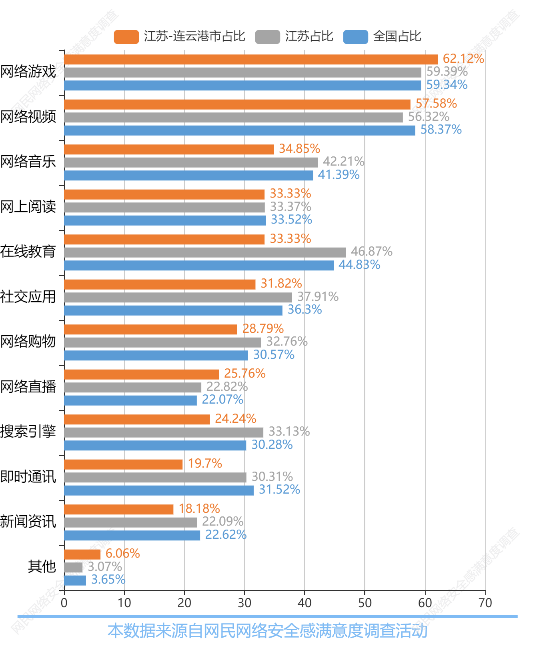 江苏-连云港市占比 江苏占比 全国占比
网络游戏 62.12%
59.39%
59.34%
网络视频 57.58%
56.32%
58.37%
网络音乐 34.85%
42.21%
41.39%
网上阅读 33.33%
33.37%
33.52%
在线教育 33.33%
46.87%
44.83%
社交应用 31.82%
37.91%
36.3%
网络购物 28.79%
32.76%
30.57%
网络直播 25.76%
22.82%
22.07%
搜索引擎 24.24%
33.13%
30.28%
即时通讯 19.7%
30.31%
31.52%
新闻资讯 18.18%
22.09%
22.62%
其他 6.06%
3.07%
3.65%
0 10 20 30 40 50 60 70
本数据来源自网民网络安全感满意度调查活动